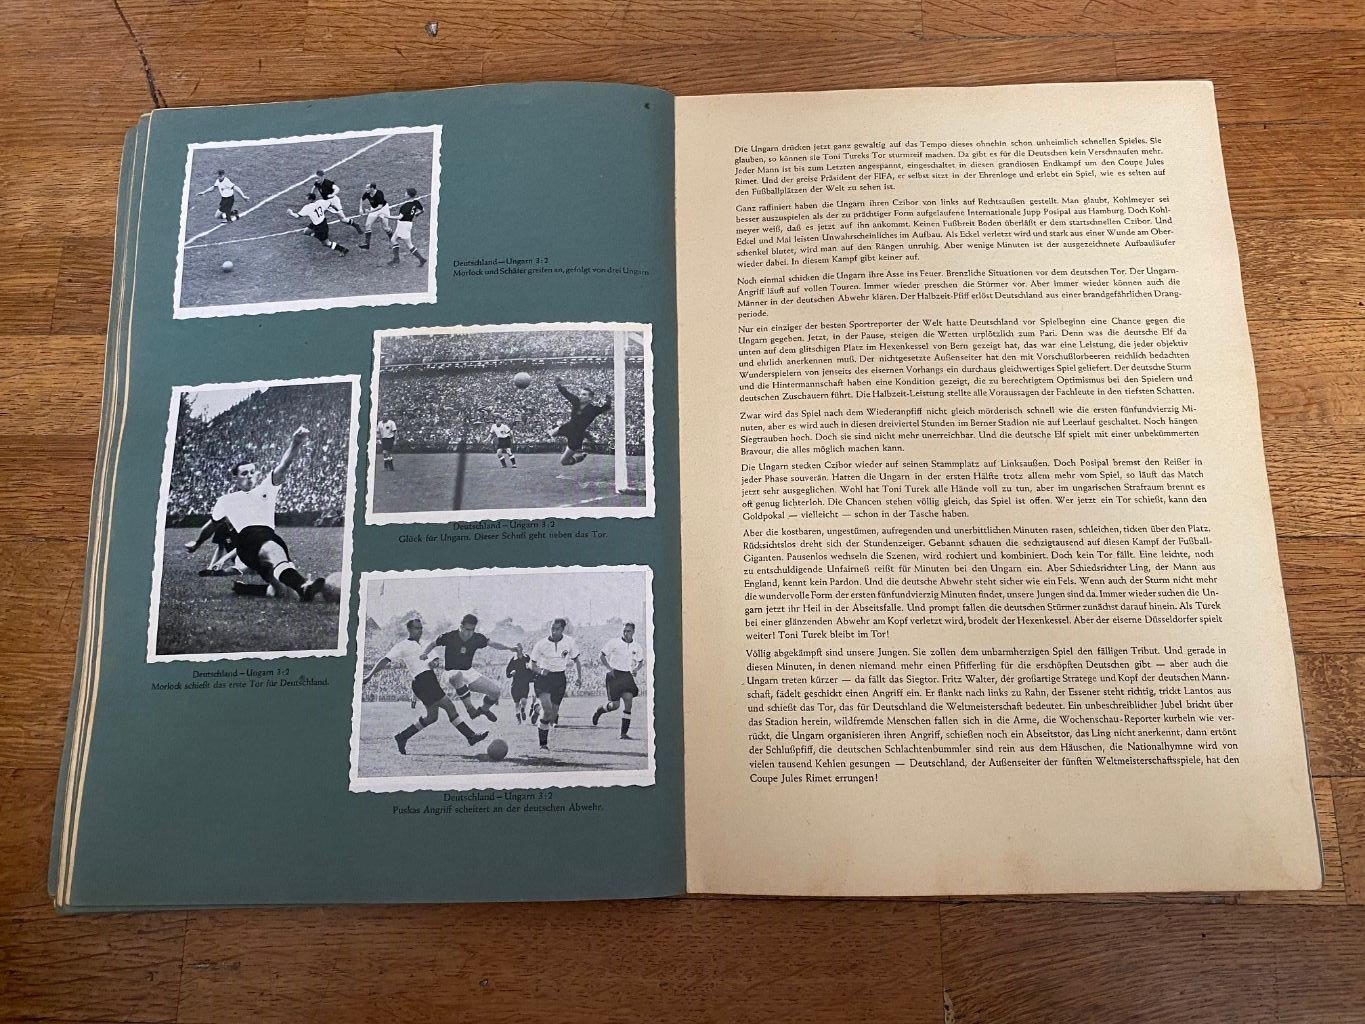 Deutschland—Ungarn 3:2
Morlock und Schäfer greifen an, gefolgt von drei Ungarn
Deutschland—Ungarn 3:2
Glück für Ungarn. Dieser Schuß geht neben das Tor.
Deutschland—Ungarn 3:2
Morlock schießt das erste Tor für Deutschland.
Deutschland—Ungarn 3:2
Puskas Angriff scheitert an der deutschen Abwehr.
Die Ungarn drücken jetzt ganz gewaltig auf das Tempo dieses ohnehin schon unheimlich schnellen Spieles. Sie
glauben, so können sie Toni Tureks Tor sturmreif machen. Da gibt es für die Deutschen kein Verschnaufen mehr.
Jeder Mann ist bis zum Letzten angespannt, eingeschaltet in diesen grandiosen Endkampf um den Coupe Jules
Rimet. Und der greise Präsident der FIFA, er selbst sitzt in der Ehrenloge und erlebt ein Spiel, wie es selten auf
den Fußballplätzen der Welt zu sehen ist.
Ganz raffiniert haben die Ungarn ihren Czibor von links auf Rechtsaußen gestellt. Man glaubt, Kohlmeyer sei
besser auszuspielen als der zu prächtiger Form aufgelaufene Internationale Jupp Posipal aus Hamburg. Doch Kohl-
meyer weiß, daß es jetzt auf ihn ankommt. Keinen Fußbreit Boden überläßt er dem startschnellen Czibor. Und
Eckel und Mai leisten Unwahrscheinliches im Aufbau. Als Eckel verletzt wird und stark aus einer Wunde am Ober-
schenkel blutet, wird man auf den Rängen unruhig. Aber wenige Minuten ist der ausgezeichnete Aufbauläufer
wieder dabei. In diesem Kampf gibt keiner auf.
Noch einmal schicken die Ungarn ihre Asse ins Feuer. Brenzliche Situationen vor dem deutschen Tor. Der Ungarn-
Angriff läuft auf vollen Touren. Immer wieder preschen die Stürmer vor. Aber immer wieder können auch die
Männer in der deutschen Abwehr klären. Der Halbzeit-Pfiff erlöst Deutschland aus einer brandgefährlichen Drang-
periode.
Nur ein einziger der besten Sportreporter der Welt hatte Deutschland vor Spielbeginn eine Chance gegen die
Ungarn gegeben. Jetzt, in der Pause, steigen die Wetten urplötzlich zum Pari. Denn was die deutsche Elf da
unten auf dem glitschigen Platz im Hexenkessel von Bern gezeigt hat, das war eine Leistung, die jeder objektiv
und ehrlich anerkennen muß. Der nichtgesetzte Außenseiter hat den mit Vorschußlorbeeren reichlich bedachten
Wunderspielern von jenseits des eisernen Vorhangs ein durchaus gleichwertiges Spiel geliefert. Der deutsche Sturm
und die Hintermannschaft haben eine Kondition gezeigt, die zu berechtigtem Optimismus bei den Spielern und
deutschen Zuschauern führt. Die Halbzeit-Leistung stellte alle Voraussagen der Fachleute in den tiefsten Schatten.
Zwar wird das Spiel nach dem Wiederanpfiff nicht gleich mörderisch schnell wie die ersten fünfundvierzig Mi-
nuten, aber es wird auch in diesen dreiviertel Stunden im Berner Stadion nie auf Leerlauf geschaltet. Noch hängen
Siegtrauben hoch. Doch sie sind nicht mehr unerreichbar. Und die deutsche Elf spielt mit einer unbekümmerten
Bravour, die alles möglich machen kann.
Die Ungarn stecken Czibor wieder auf seinen Stammplatz auf Linksaußen. Doch Posipal bremst den Reißer in
jeder Phase souverän. Hatten die Ungarn in der ersten Hälfte trotz allem mehr vom Spiel, so läuft das Match
jetzt sehr ausgeglichen. Wohl hat Toni Turek alle Hände voll zu tun, aber im ungarischen Strafraum brennt es
oft genug lichterloh. Die Chancen stehen völlig gleich, das Spiel ist offen. Wer jetzt ein Tor schießt, kann den
Goldpokal — vielleicht — schon in der Tasche haben.
Aber die kostbaren, ungestümen, aufregenden und unerbittlichen Minuten rasen, schleichen, ticken über den Platz.
Rücksichtslos dreht sich der Stundenzeiger. Gebannt schauen die sechzigtausend auf diesen Kampf der Fußball-
Giganten. Pausenlos wechseln die Szenen, wird rochiert und kombiniert. Doch kein Tor fällt. Eine leichte, noch
zu entschuldigende Unfairneß reißt für Minuten bei den Ungarn ein. Aber Schiedsrichter Ling, der Mann aus
England, kennt kein Pardon. Und die deutsche Abwehr steht sicher wie ein Fels. Wenn auch der Sturm nicht mehr
die wundervolle Form der ersten fünfundvierzig Minuten findet, unsere Jungen sind da. Immer wieder suchen die Un-
garn jetzt ihr Heil in der Abseitsfalle. Und prompt fallen die deutschen Stürmer zunächst darauf hinein. Als Turek
bei einer glänzenden Abwehr am Kopf verletzt wird, brodelt der Hexenkessel. Aber der eiserne Düsseldorfer spielt
weiter! Toni Turek bleibt im Tor!
Völlig abgekämpft sind unsere Jungen. Sie zollen dem unbarmherzigen Spiel den fälligen Tribut. Und gerade in
diesen Minuten, in denen niemand mehr einen Pfifferling für die erschöpften Deutschen gibt — aber auch die
Ungarn treten kürzer — da fällt das Siegtor. Fritz Walter, der großartige Stratege und Kopf der deutschen Mann-
schaft, fädelt geschickt einen Angriff ein. Er flankt nach links zu Rahn, der Essener steht richtig, trickt Lantos aus
und schießt das Tor, das für Deutschland die Weltmeisterschaft bedeutet. Ein unbeschreiblicher Jubel bricht über
das Stadion herein, wildfremde Menschen fallen sich in die Arme, die Wochenschau-Reporter kurbeln wie ver-
rückt, die Ungarn organisieren ihren Angriff, schießen noch ein Abseitstor, das Ling nicht anerkennt, dann ertönt
der Schlußpfiff, die deutschen Schlachtenbummler sind rein aus dem Häuschen, die Nationalhymne wird von
vielen tausend Kehlen gesungen — Deutschland, der Außenseiter der fünften Weltmeisterschaftsspiele, hat den
Coupe Jules Rimet errungen!